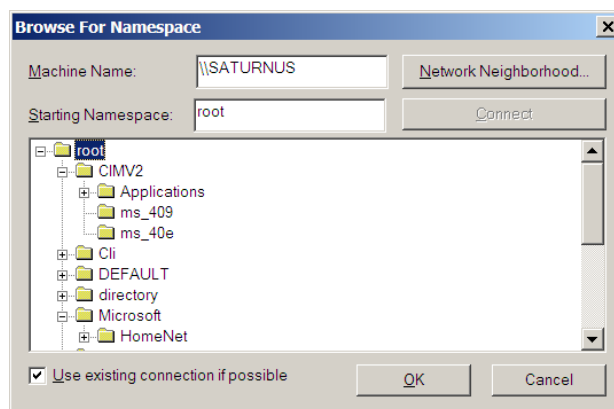 Browse For Namespace
Machine Name: \\SATURNUS Network Neighborhood...
Starting Namespace: root Connect
root
CIMV2
Applications
ms_409
ms_40e
Cli
DEFAULT
directory
Microsoft
HomeNet
Use existing connection if possible OK Cancel